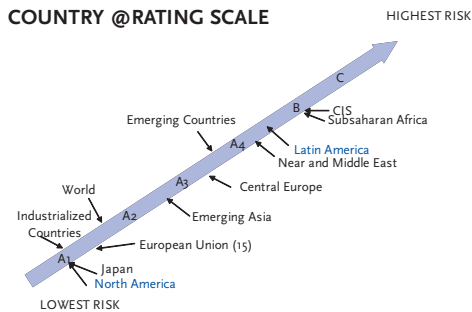 COUNTRY @RATING SCALE
HIGHEST RISK
C
B
CIS
Subsaharan Africa
Emerging Countries
A4
Latin America
Near and Middle East
A3
Central Europe
World
A2
Emerging Asia
Industrialized
Countries
European Union (15)
A1
Japan
North America
LOWEST RISK